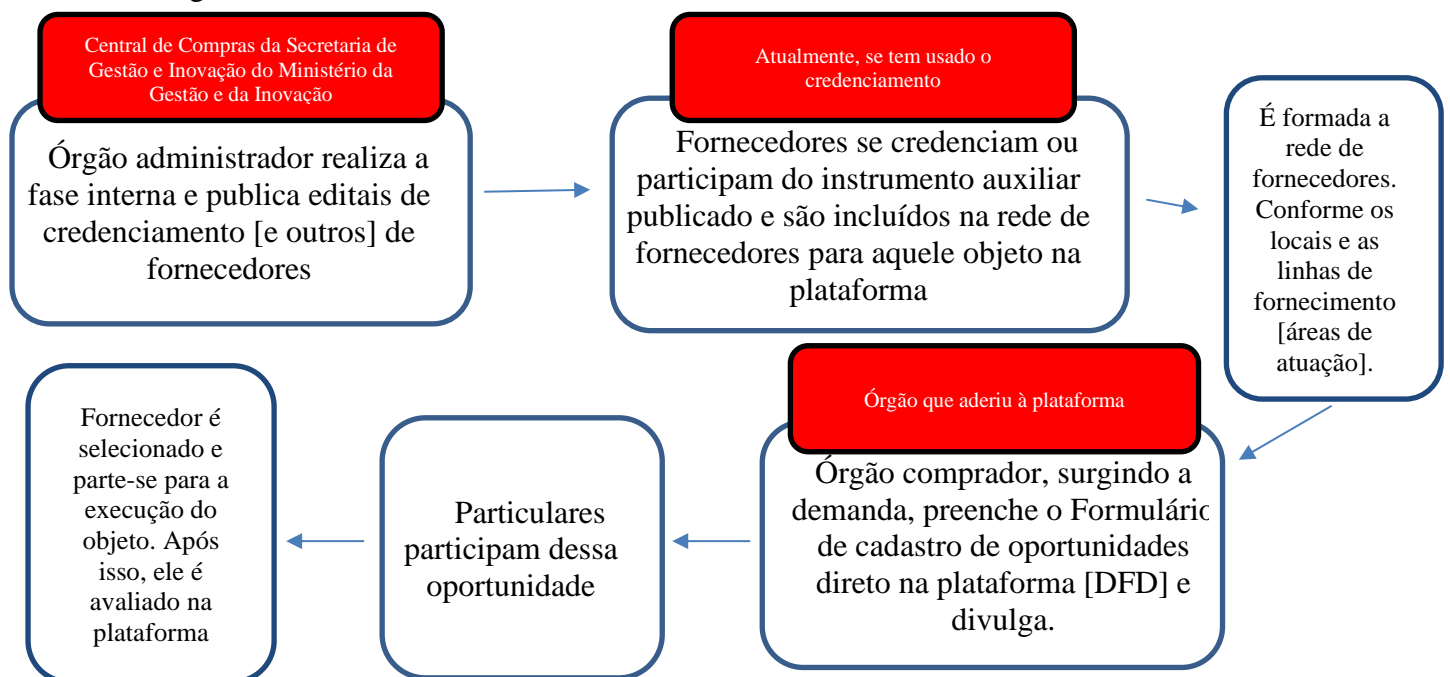 Central de Compras da Secretaria de
Gestão e Inovação do Ministério da
Gestão e da Inovação
Órgão administrador realiza a
fase interna e publica editais de
credenciamento [e outros] de
fornecedores
Atualmente, se tem usado o
credenciamento
Fornecedores se credenciam ou
participam do instrumento auxiliar
publicado e são incluídos na rede de
fornecedores para aquele objeto na
plataforma
É formada a
rede de
fornecedores.
Conforme os
locais e as
linhas de
fornecimento
[áreas de
atuação].
Órgão que aderiu à plataforma
Órgão comprador, surgindo a
demanda, preenche o Formulário
de cadastro de oportunidades
direto na plataforma [DFD] e
divulga.
Particulares
participam dessa
oportunidade
Fornecedor é
selecionado e
parte-se para a
execução do
objeto. Após
isso, ele é
avaliado na
plataforma